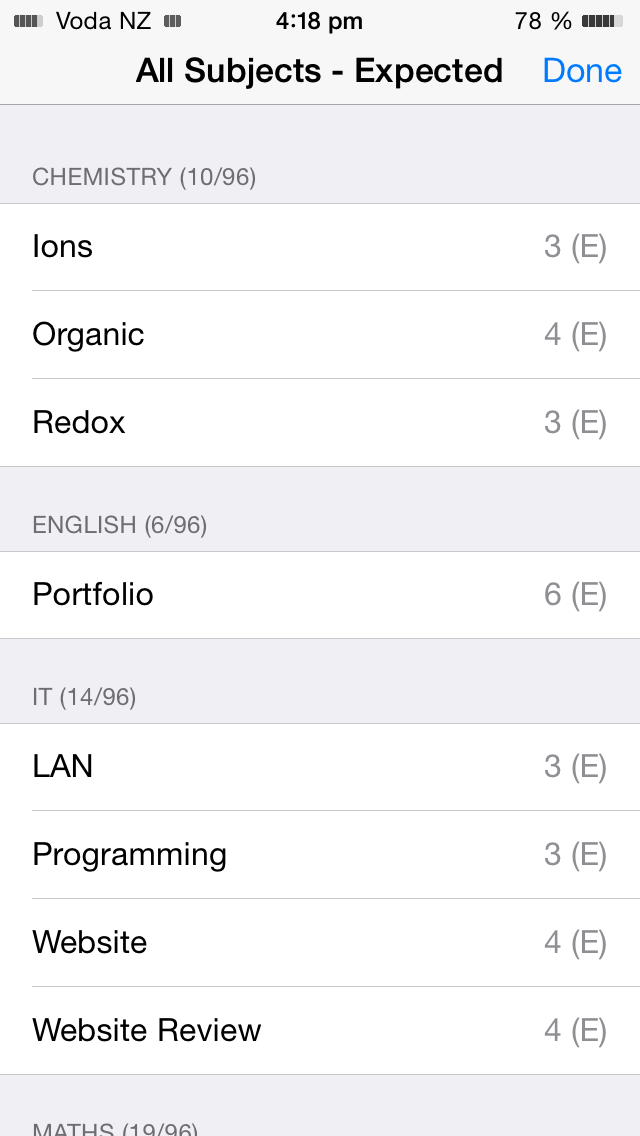 Voda NZ 4:18 pm 78 %
All Subjects - Expected Done
CHEMISTRY (10/96)
Ions 3 (E)
Organic 4 (E)
Redox 3 (E)
ENGLISH (6/96)
Portfolio 6 (E)
IT (14/96)
LAN 3 (E)
Programming 3 (E)
Website 4 (E)
Website Review 4 (E)
MATHS (19/96)